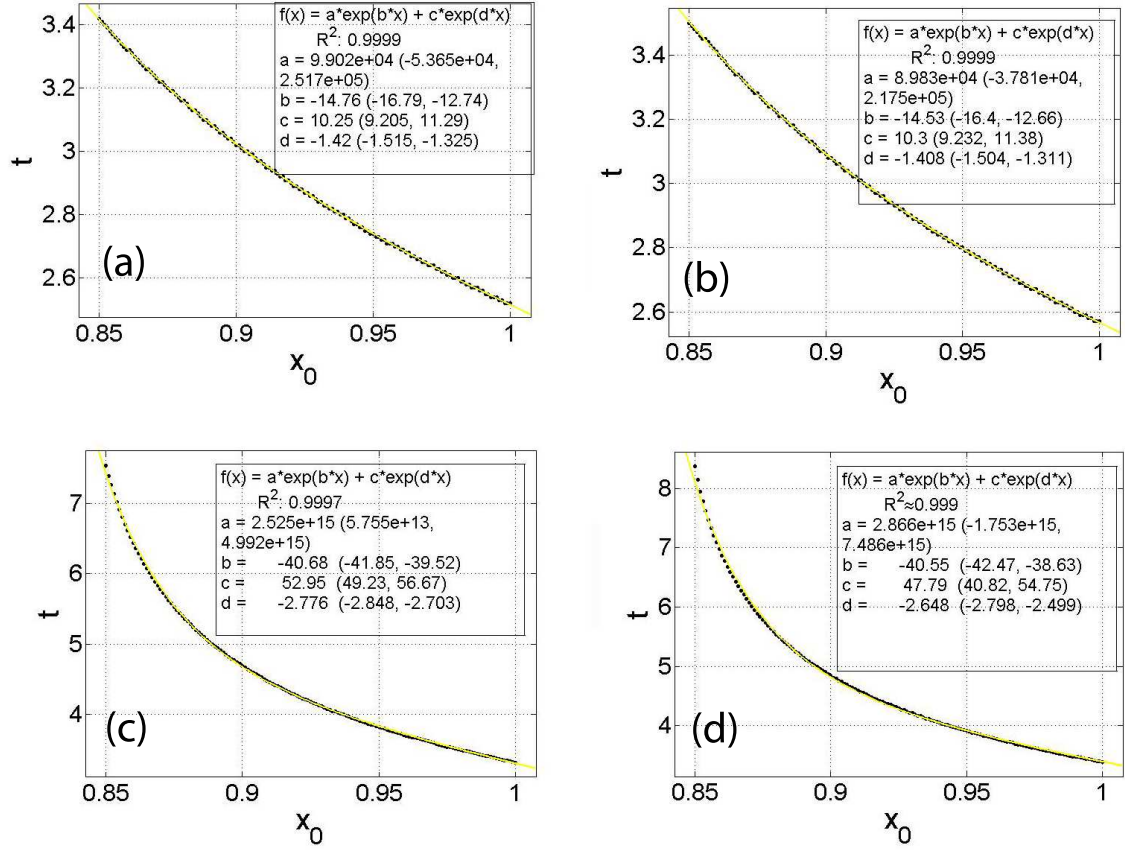 f(x) = a*exp(b*x) + c*exp(d*x)
R²: 0.9999
a = 9.902e+04 (-5.365e+04,
2.517e+05)
b = -14.76 (-16.79, -12.74)
c = 10.25 (9.205, 11.29)
d = -1.42 (-1.515, -1.325)
3.4
3.2
3
2.8
2.6
t
(a)
0.85 0.9 0.95 1
x₀
f(x) = a*exp(b*x) + c*exp(d*x)
R²: 0.9999
a = 8.983e+04 (-3.781e+04,
2.175e+05)
b = -14.53 (-16.4, -12.66)
c = 10.3 (9.232, 11.38)
d = -1.408 (-1.504, -1.311)
3.4
3.2
3
2.8
2.6
t
(b)
0.85 0.9 0.95 1
x₀
f(x) = a*exp(b*x) + c*exp(d*x)
R²: 0.9997
a = 2.525e+15 (5.755e+13,
4.992e+15)
b = -40.68 (-41.85, -39.52)
c = 52.95 (49.23, 56.67)
d = -2.776 (-2.848, -2.703)
7
6
5
4
t
(c)
0.85 0.9 0.95 1
x₀
f(x) = a*exp(b*x) + c*exp(d*x)
R²≈0.999
a = 2.866e+15 (-1.753e+15,
7.486e+15)
b = -40.55 (-42.47, -38.63)
c = 47.79 (40.82, 54.75)
d = -2.648 (-2.798, -2.499)
8
7
6
5
4
t
(d)
0.85 0.9 0.95 1
x₀